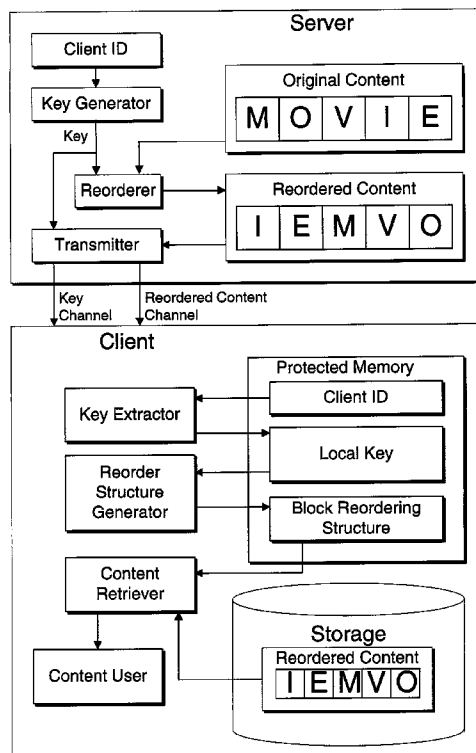 Server
Client ID
Key Generator
Key
Original Content
M O V I E
Reorderer
Reordered Content
I E M V O
Transmitter
Key
Channel
Reordered Content
Channel
Client
Protected Memory
Client ID
Key Extractor
Local Key
Reorder
Structure
Generator
Block Reordering
Structure
Content
Retriever
Storage
Reordered Content
I E M V O
Content User